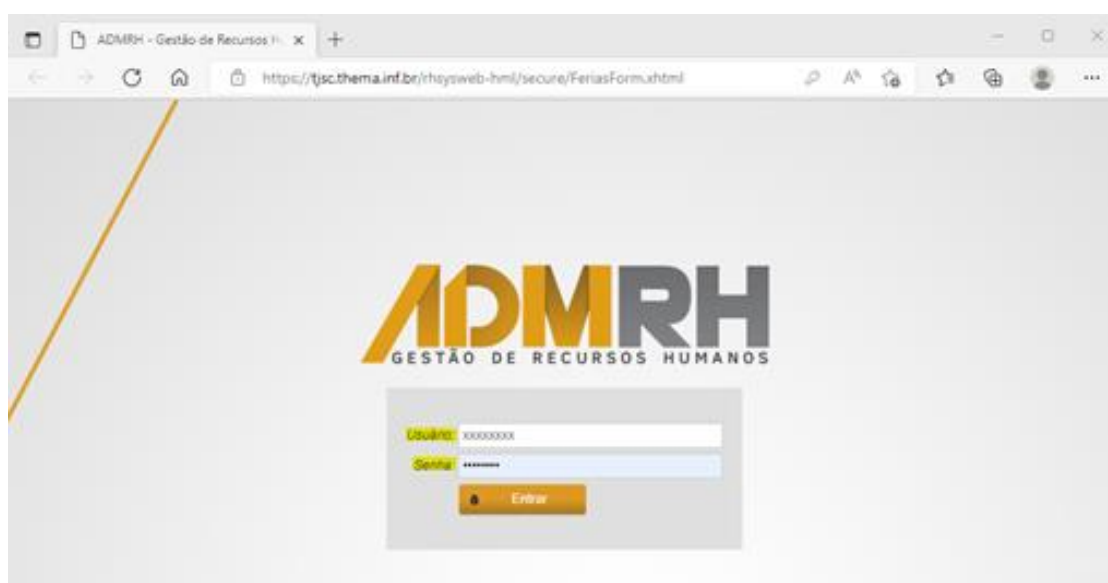 ADMRH - Gestão de Recursos H
https://tjsc.thema.inf.br/rhsysweb-hml/secure/FeriasForm.xhtml
ADMRH
GESTÃO DE RECURSOS HUMANOS
Usuário: xxxxxxxx
Senha: ••••••••
Entrar